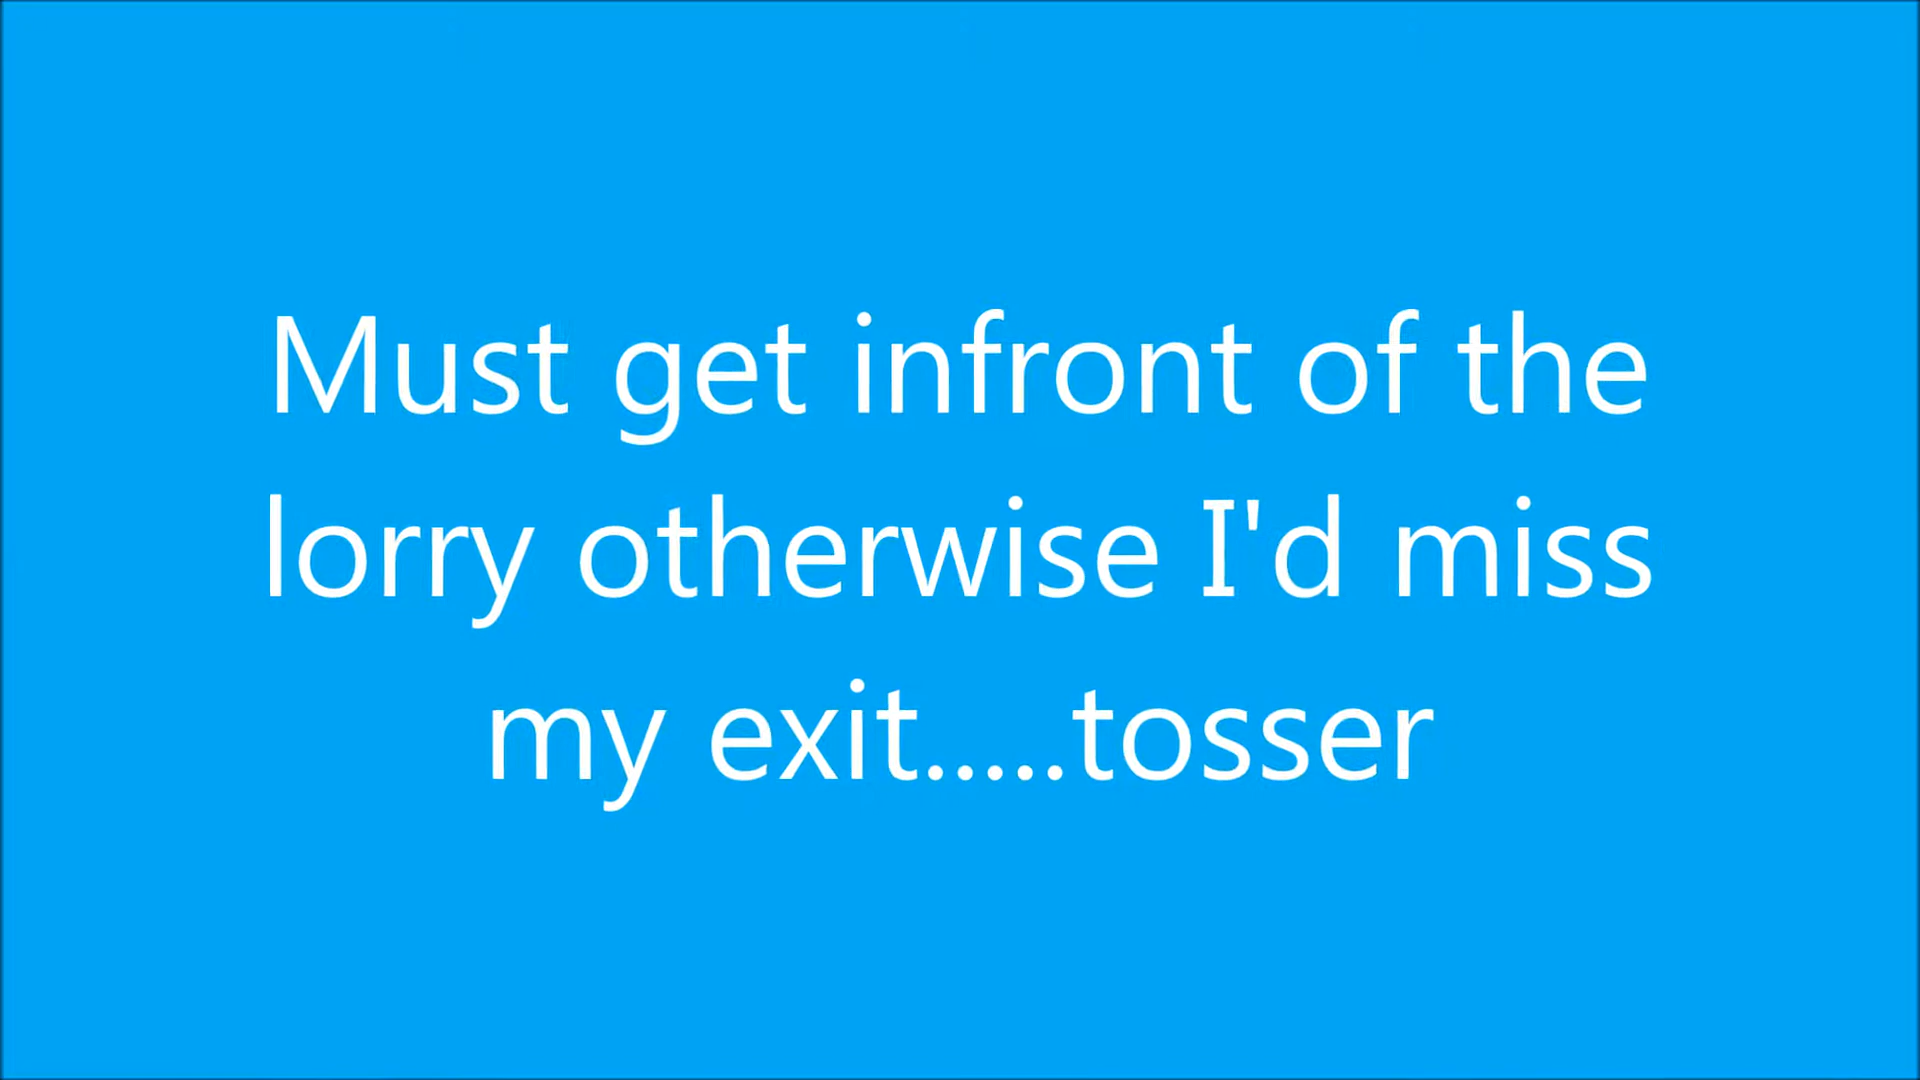 Must get infront of the
lorry otherwise I'd miss
my exit.....tosser